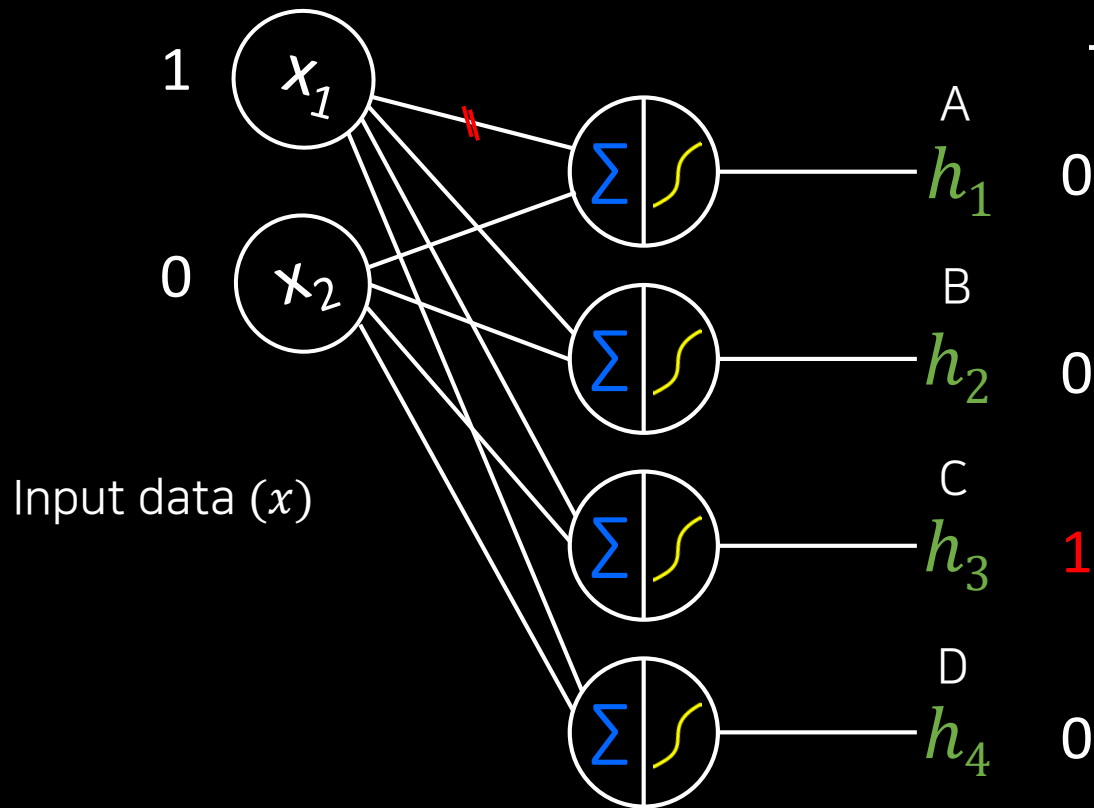 1
x₁
A
Σ
h₁
0
B
0
x₂
Σ
h₂
0
C
Input data (x)
Σ
h₃
1
D
Σ
h₄
0